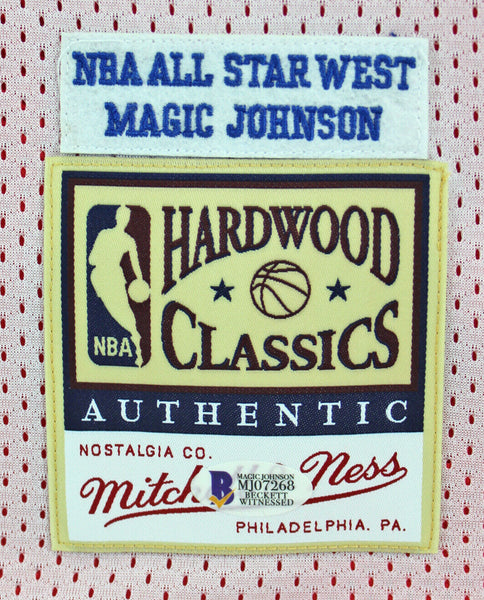 NBA ALL STAR WEST
MAGIC JOHNSON
HARDWOOD
CLASSICS
NBA
AUTHENTIC
NOSTALGIA CO.
Mitch Ness
B
MAGIC JOHNSON
MJ07268
BECKETT
WITNESSED
PHILADELPHIA. PA.